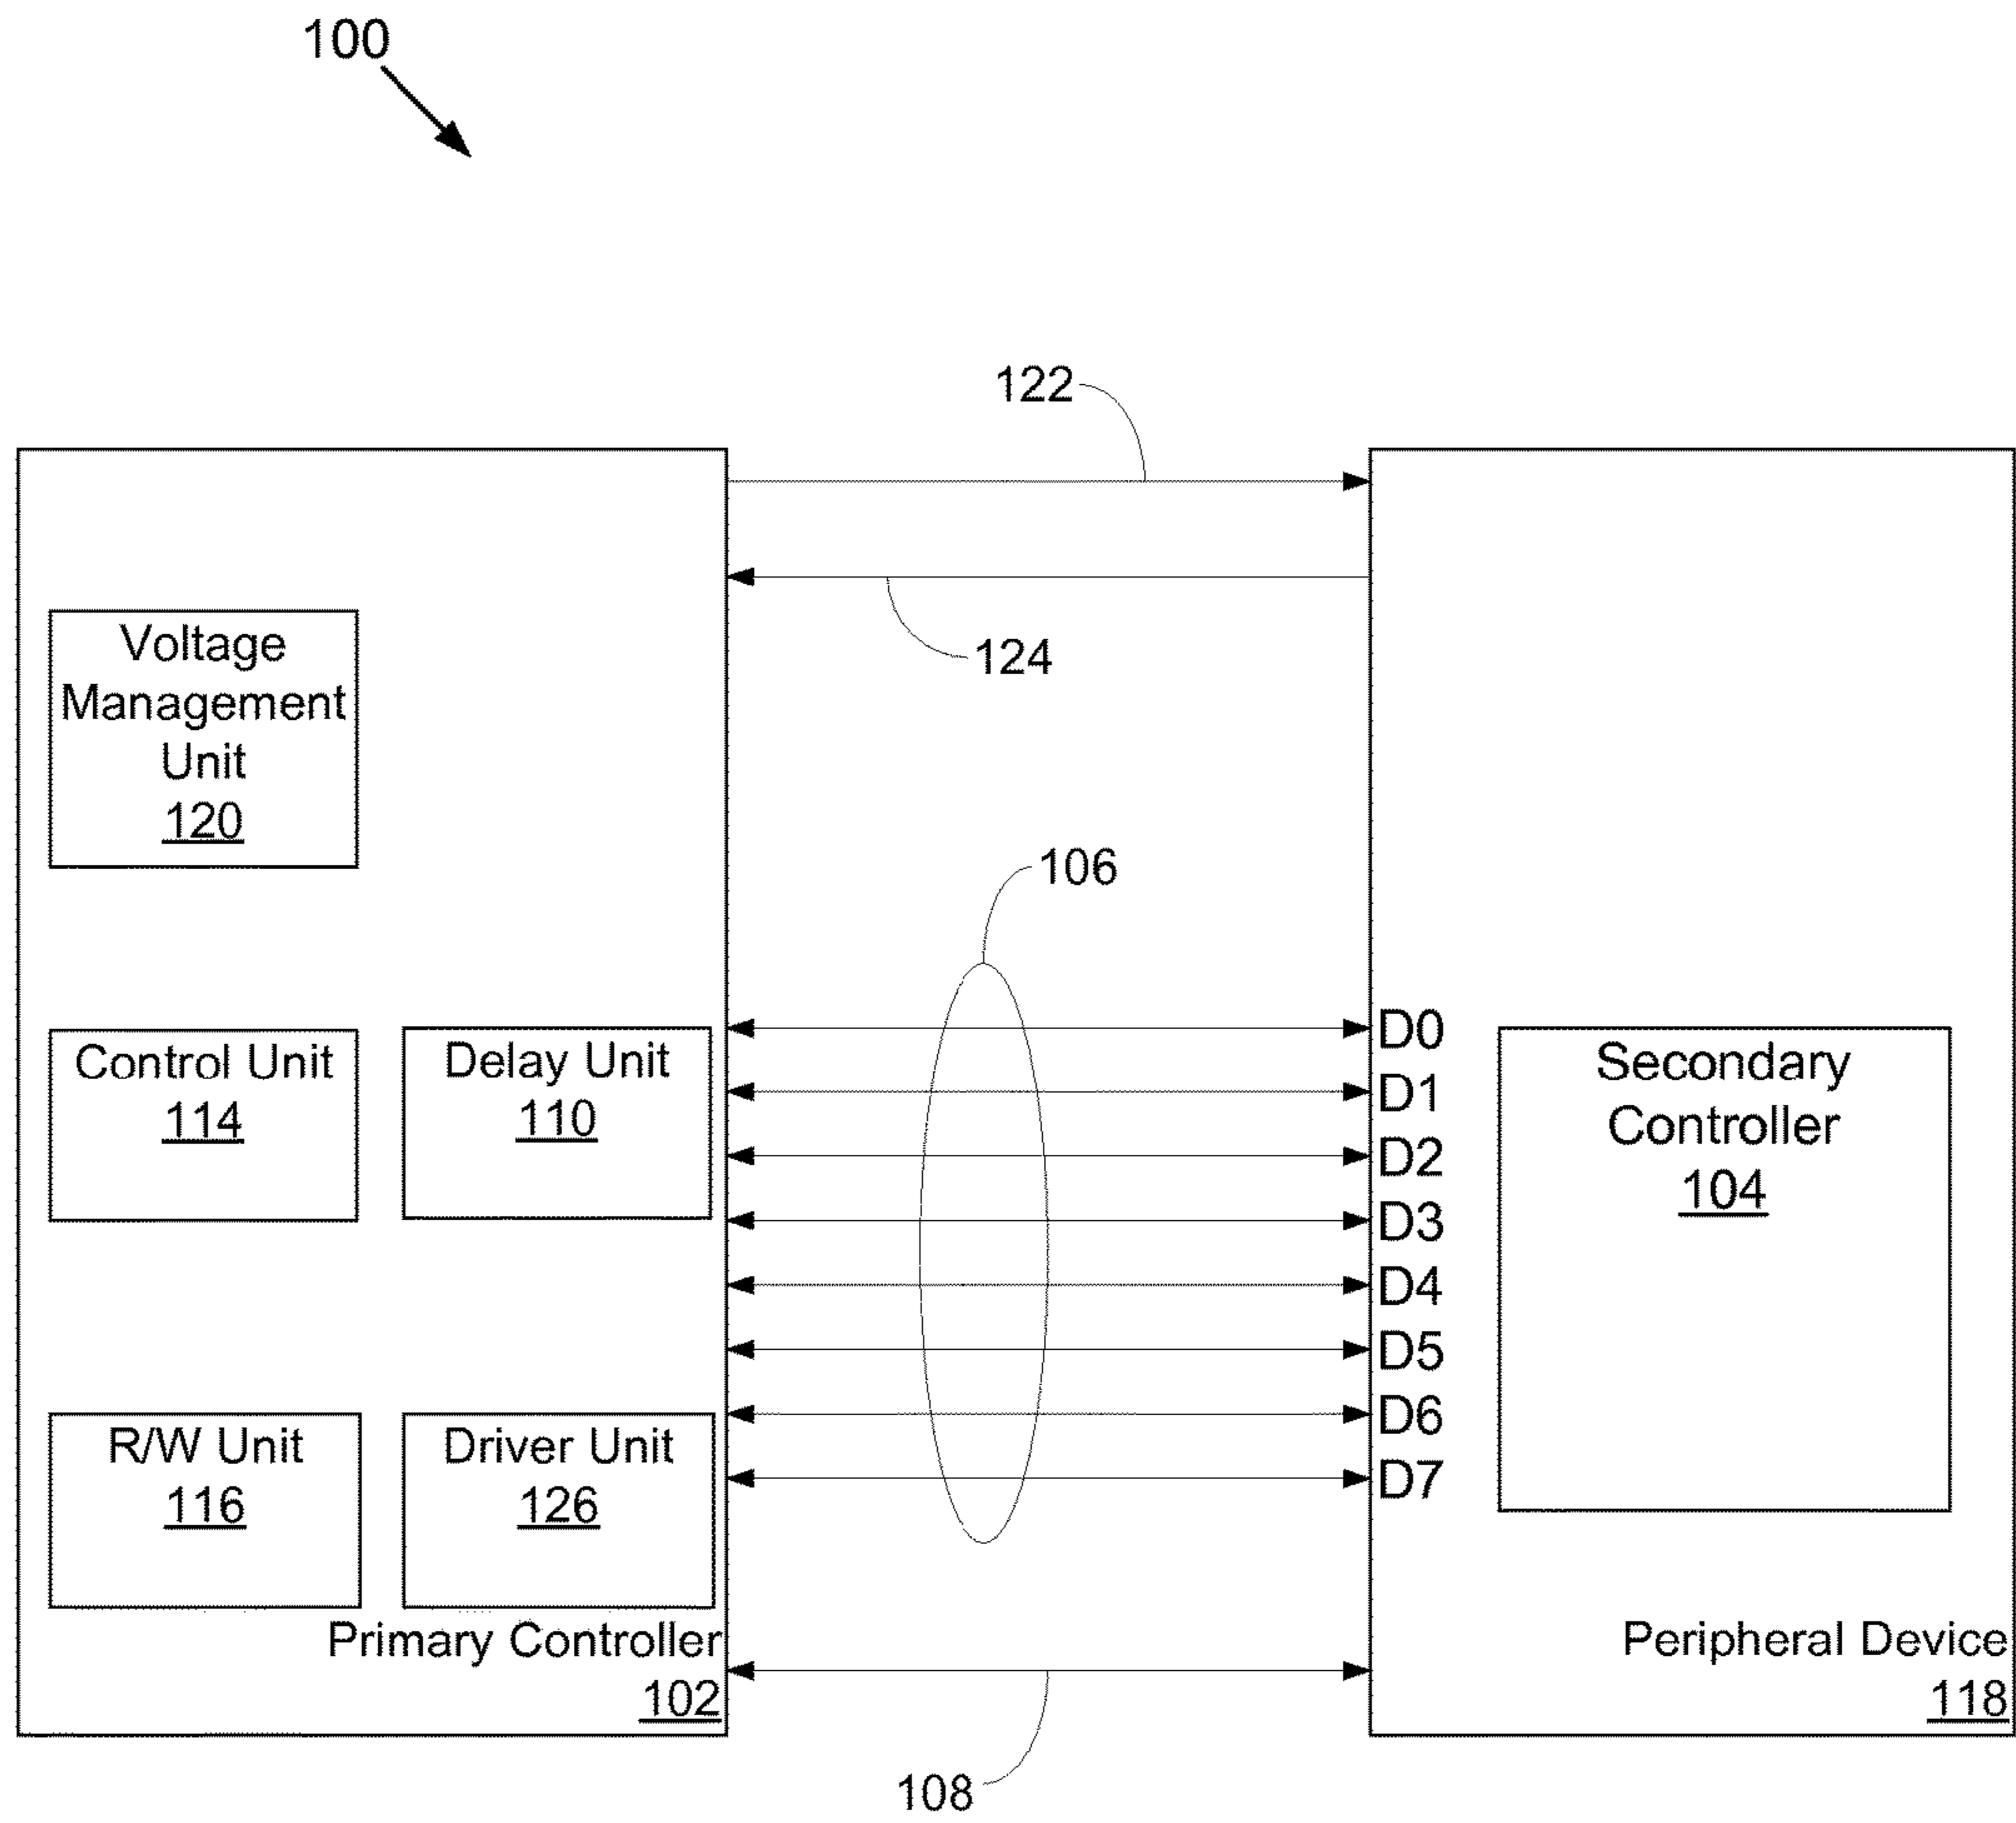 100
122
124
Voltage
Management
Unit
120
106
Control Unit
114
Delay Unit
110
D0
D1
D2
D3
D4
D5
D6
D7
Secondary
Controller
104
R/W Unit
116
Driver Unit
126
Primary Controller
102
Peripheral Device
118
108